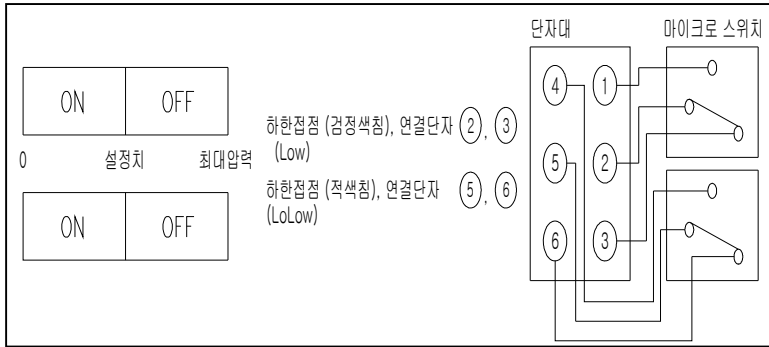 단자대 마이크로 스위치
ON OFF
0 설정치 최대압력
하한접점 (검정색침), 연결단자 ②, ③
(Low)
하한접점 (적색침), 연결단자 ⑤, ⑥
(LoLow)
ON OFF
④ ①
⑤ ②
⑥ ③